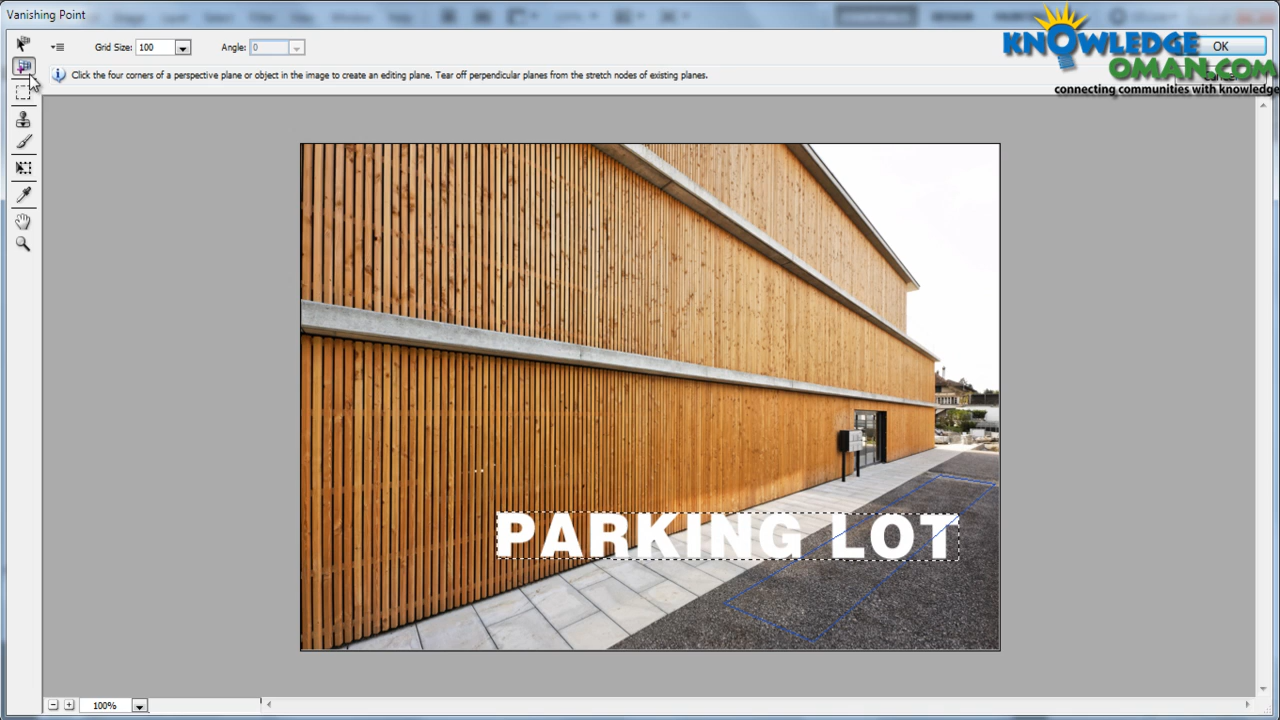 Vanishing Point
KNOWLEDGE
OMAN.COM
connecting communities with knowledge
Grid Size: 100
Angle: 0
OK
Click the four corners of a perspective plane or object in the image to create an editing plane. Tear off perpendicular planes from the stretch nodes of existing planes.
PARKING LOT
100%